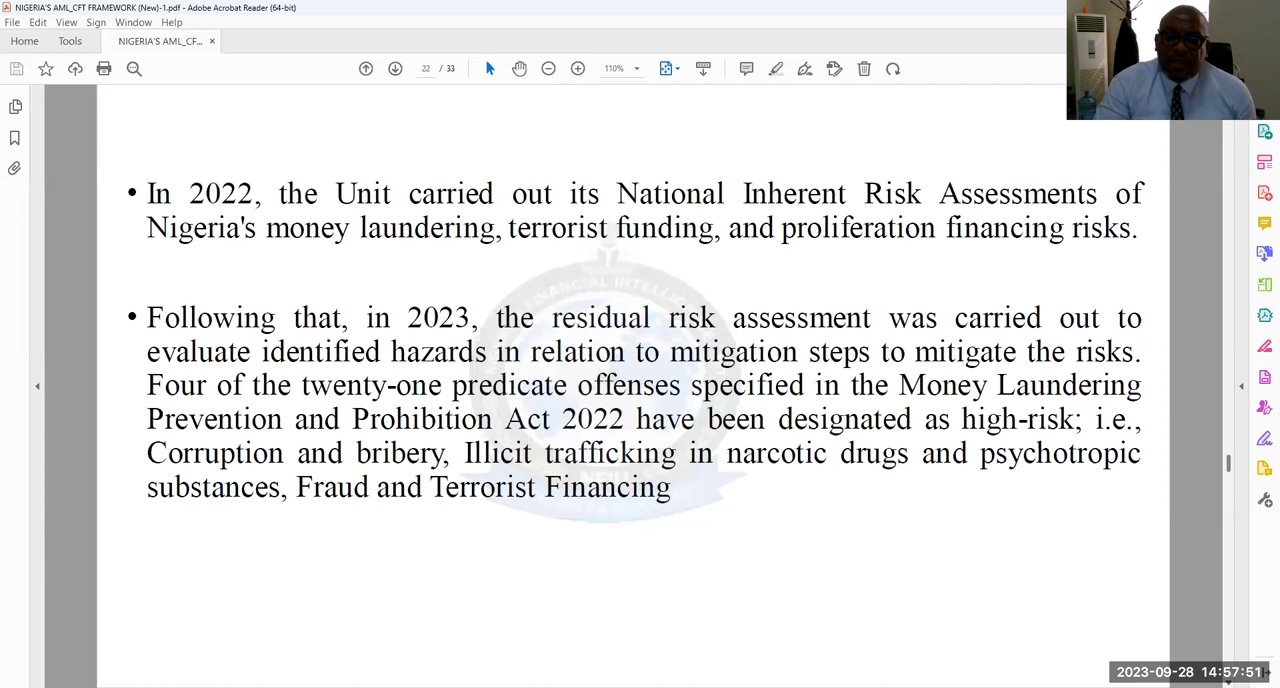 NIGERIA'S AML_CFT FRAMEWORK (New)-1.pdf - Adobe Acrobat Reader (64-bit)
File Edit View Sign Window Help
Home Tools NIGERIA'S AML_CF... ×
22 / 33 110%
• In 2022, the Unit carried out its National Inherent Risk Assessments of
Nigeria's money laundering, terrorist funding, and proliferation financing risks.
• Following that, in 2023, the residual risk assessment was carried out to
evaluate identified hazards in relation to mitigation steps to mitigate the risks.
Four of the twenty-one predicate offenses specified in the Money Laundering
Prevention and Prohibition Act 2022 have been designated as high-risk; i.e.,
Corruption and bribery, Illicit trafficking in narcotic drugs and psychotropic
substances, Fraud and Terrorist Financing
FINANCIAL INTELLIGENCE
NFIU
2023-09-28 14:57:51